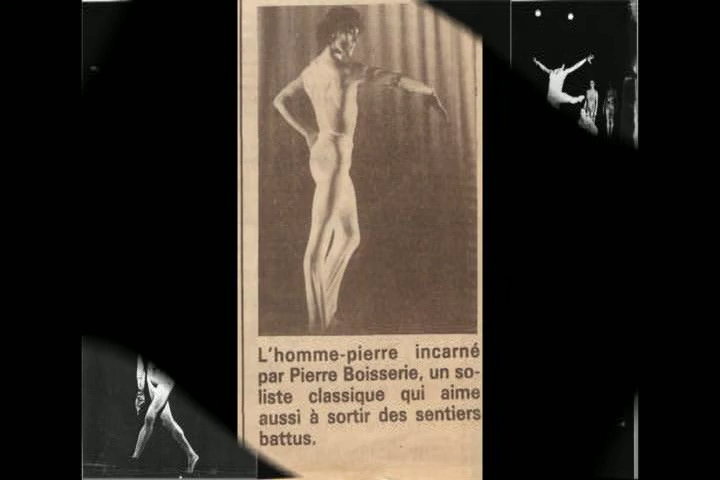 L'homme-pierre incarné
par Pierre Boisserie, un so-
liste classique qui aime
aussi à sortir des sentiers
battus.